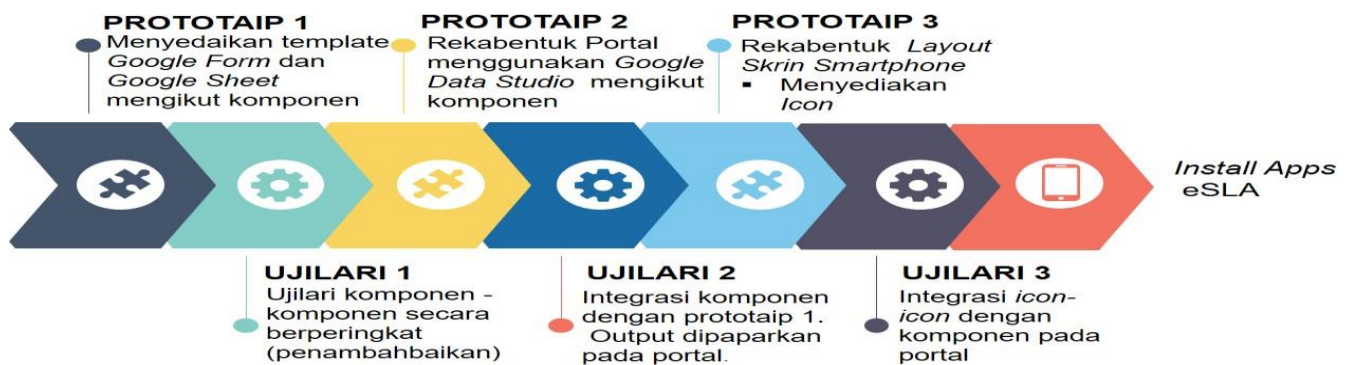 PROTOTAIP 1
Menyedaikan template
Google Form dan
Google Sheet
mengikut komponen
PROTOTAIP 2
Rekabentuk Portal
menggunakan Google
Data Studio mengikut
komponen
PROTOTAIP 3
Rekabentuk Layout
Skrin Smartphone
▪ Menyediakan
Icon
Install Apps
eSLA
UJILARI 1
Ujilari komponen -
komponen secara
berperingkat
(penambahbaikan)
UJILARI 2
Integrasi komponen
dengan prototaip 1.
Output dipaparkan
pada portal.
UJILARI 3
Integrasi icon-
icon dengan
komponen pada
portal